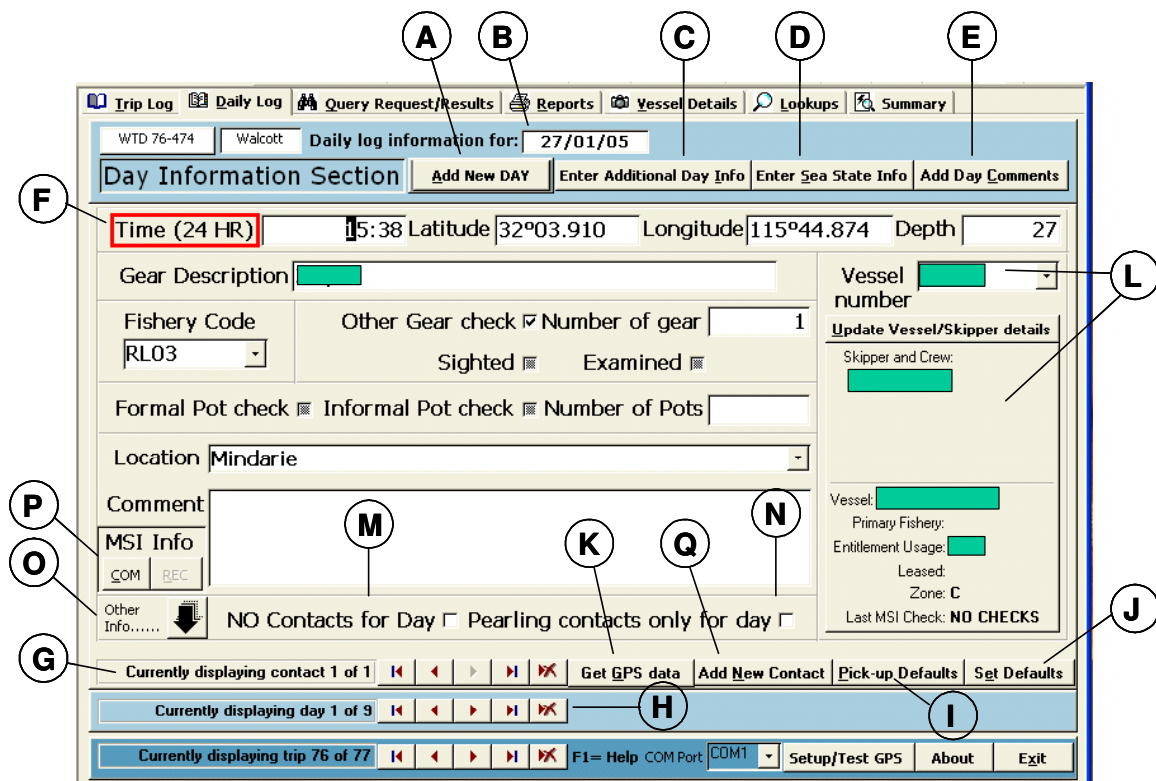 A B C D E
Trip Log Daily Log Query Request/Results Reports Vessel Details Lookups Summary
WTD 76-474 Walcott Daily log information for: 27/01/05
Day Information Section Add New DAY Enter Additional Day Info Enter Sea State Info Add Day Comments
F
Time (24 HR) 15:38 Latitude 32º03.910 Longitude 115º44.874 Depth 27
Gear Description Vessel number L
Fishery Code Other Gear check Number of gear 1
Update Vessel/Skipper details
RL03
Sighted Examined
Skipper and Crew:
Formal Pot check Informal Pot check Number of Pots
Location Mindarie
P Comment M N
Vessel:
Primary Fishery:
MSI Info K Q
Entitlement Usage:
O COM REC
Leased:
Zone: C
Other Info......
NO Contacts for Day Pearling contacts only for day
Last MSI Check: NO CHECKS
J
G Currently displaying contact 1 of 1 Get GPS data Add New Contact Pick-up Defaults Set Defaults
Currently displaying day 1 of 9 H I
Currently displaying trip 76 of 77 F1= Help COM Port COM1 Setup/Test GPS About Exit